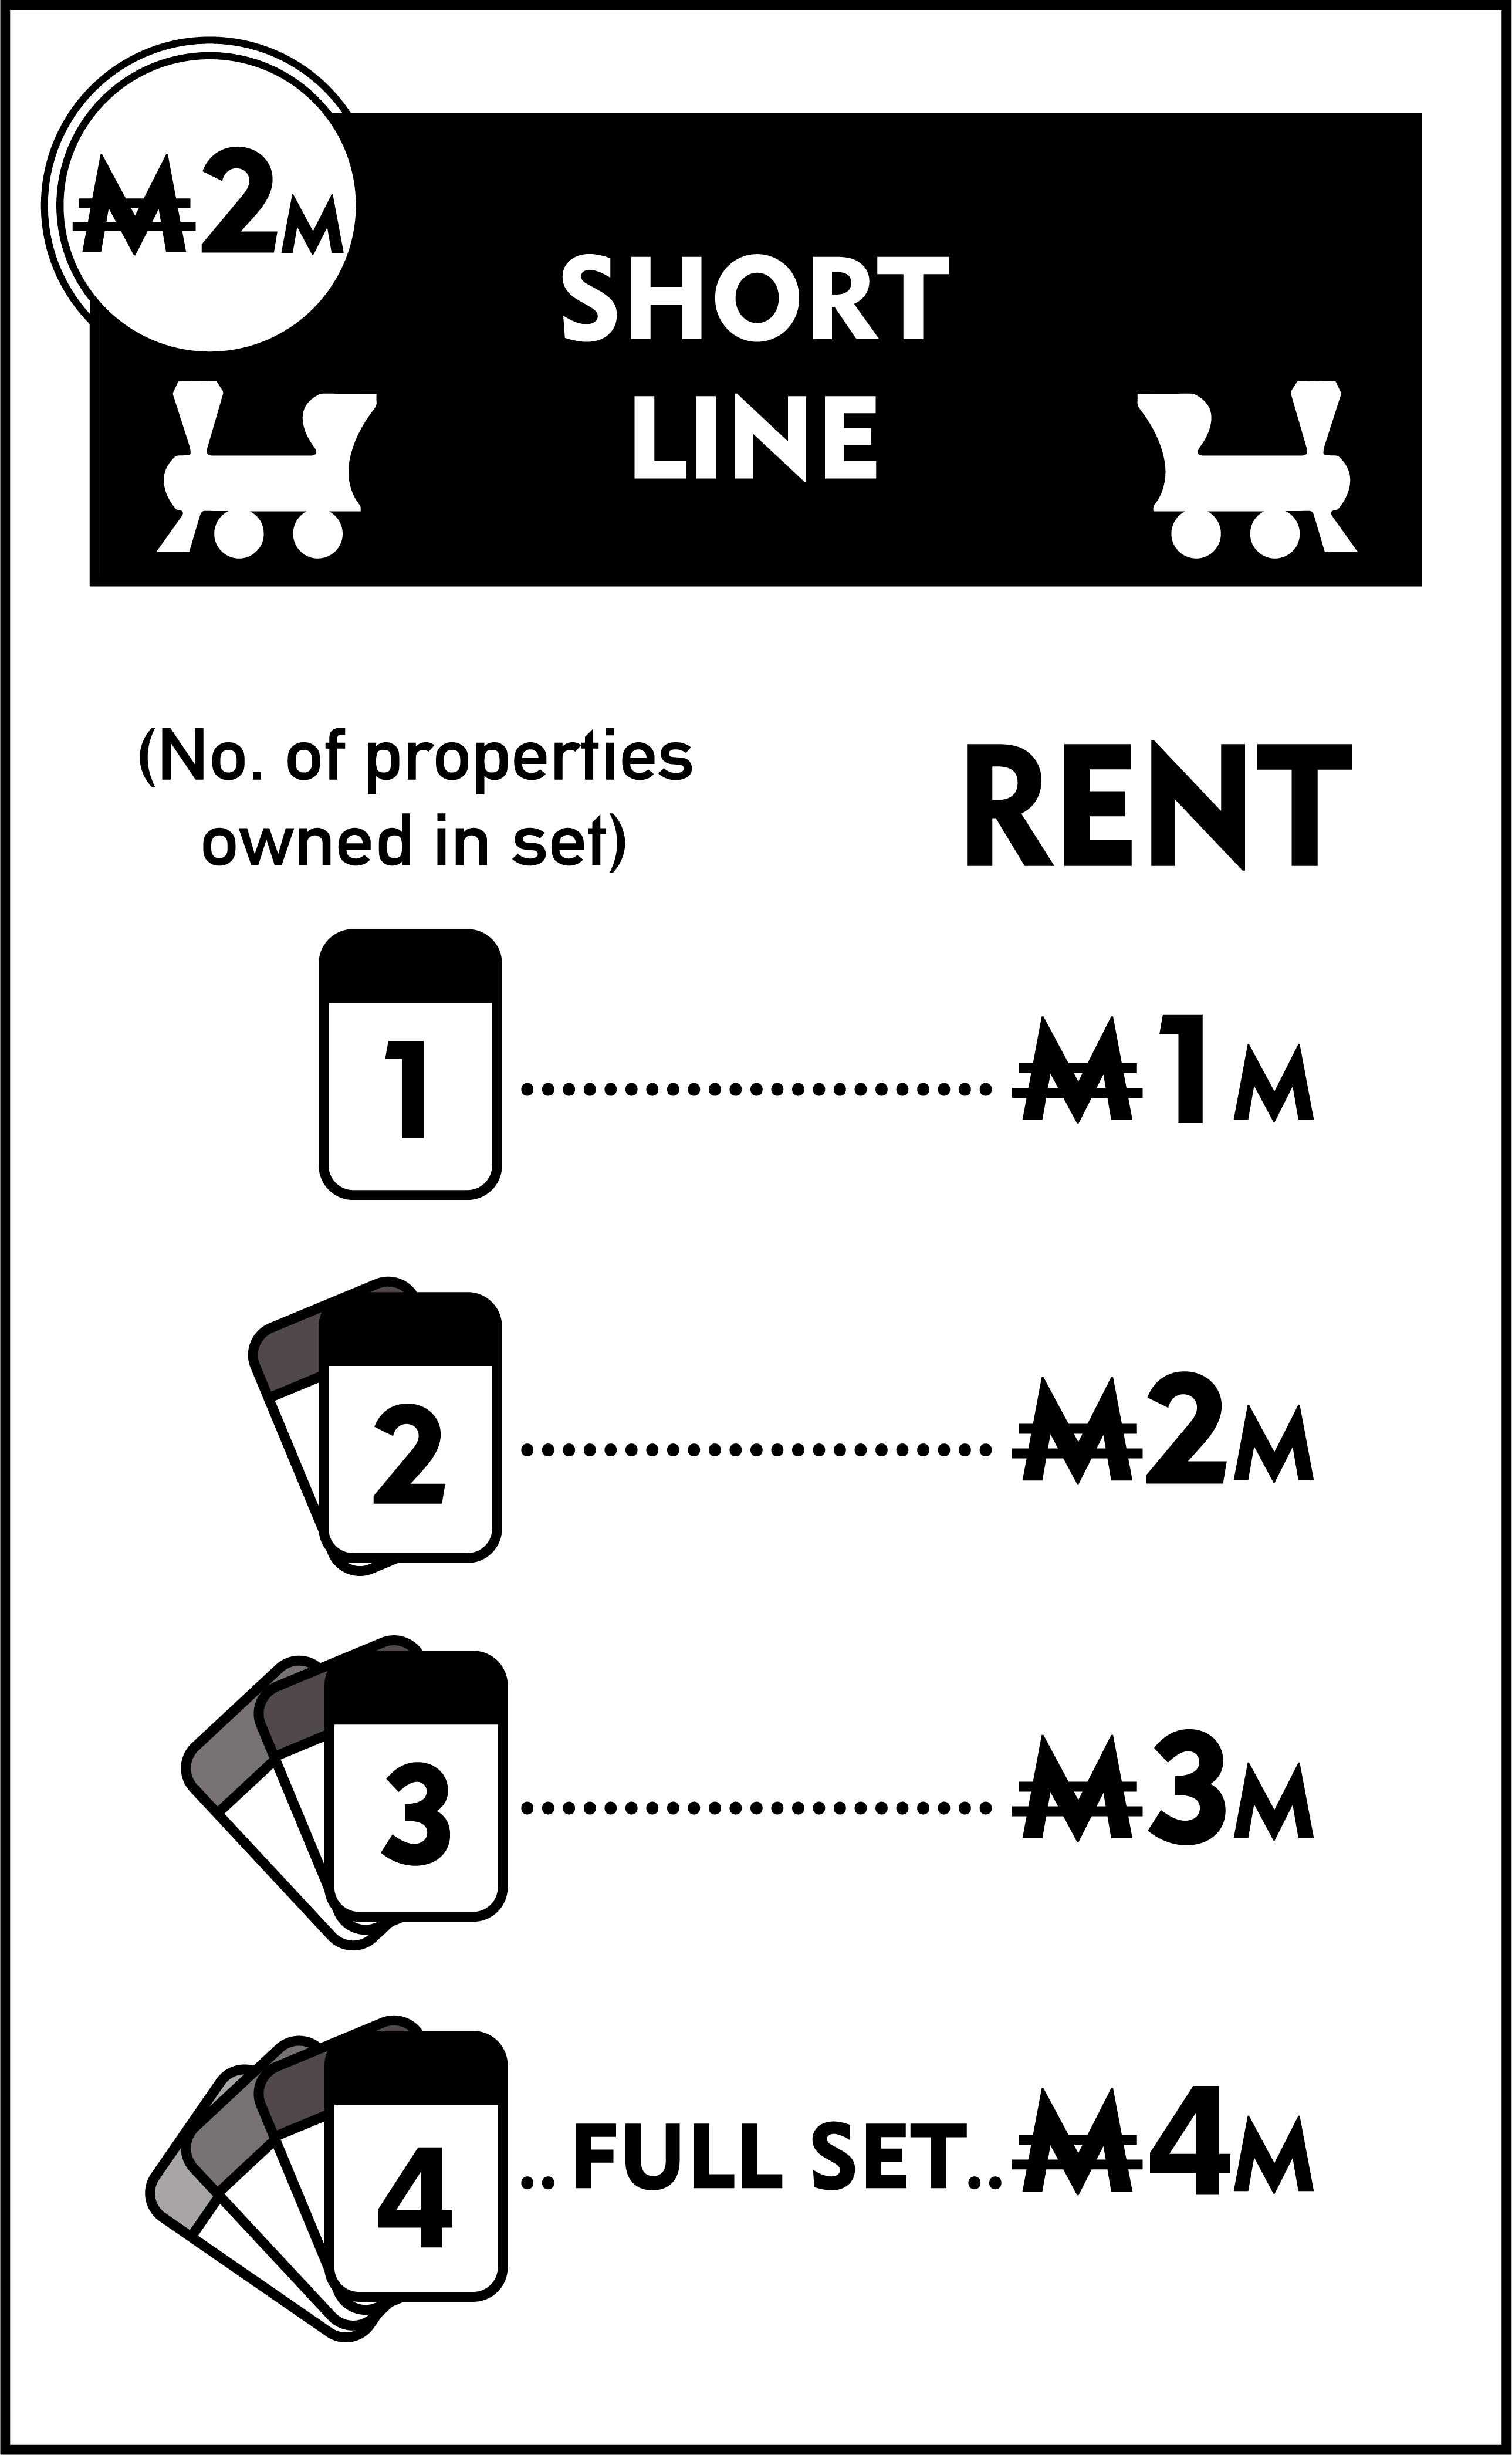 ₩2M
SHORT
LINE
(No. of properties
owned in set)
RENT
1 ....................... ₩1M
2 ....................... ₩2M
3 ....................... ₩3M
4 ..FULL SET.. ₩4M